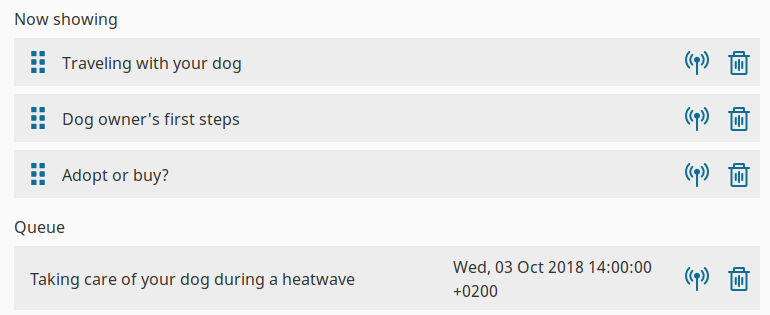 Now showing
Traveling with your dog
Dog owner's first steps
Adopt or buy?
Queue
Taking care of your dog during a heatwave
Wed, 03 Oct 2018 14:00:00
+0200